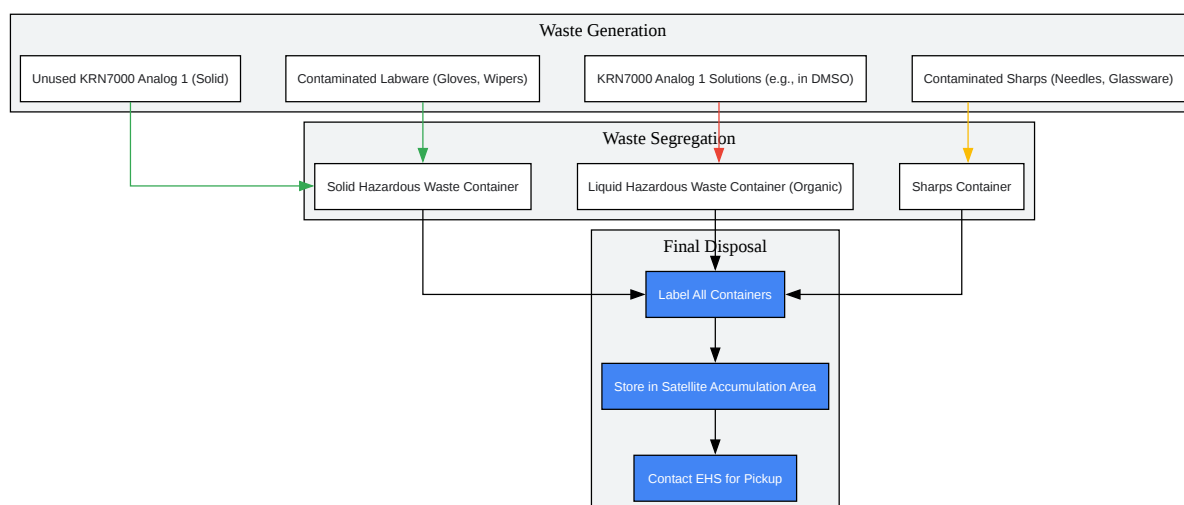 Waste Generation
Unused KRN7000 Analog 1 (Solid)
Contaminated Labware (Gloves, Wipers)
KRN7000 Analog 1 Solutions (e.g., in DMSO)
Contaminated Sharps (Needles, Glassware)
Waste Segregation
Solid Hazardous Waste Container
Liquid Hazardous Waste Container (Organic)
Sharps Container
Final Disposal
Label All Containers
Store in Satellite Accumulation Area
Contact EHS for Pickup